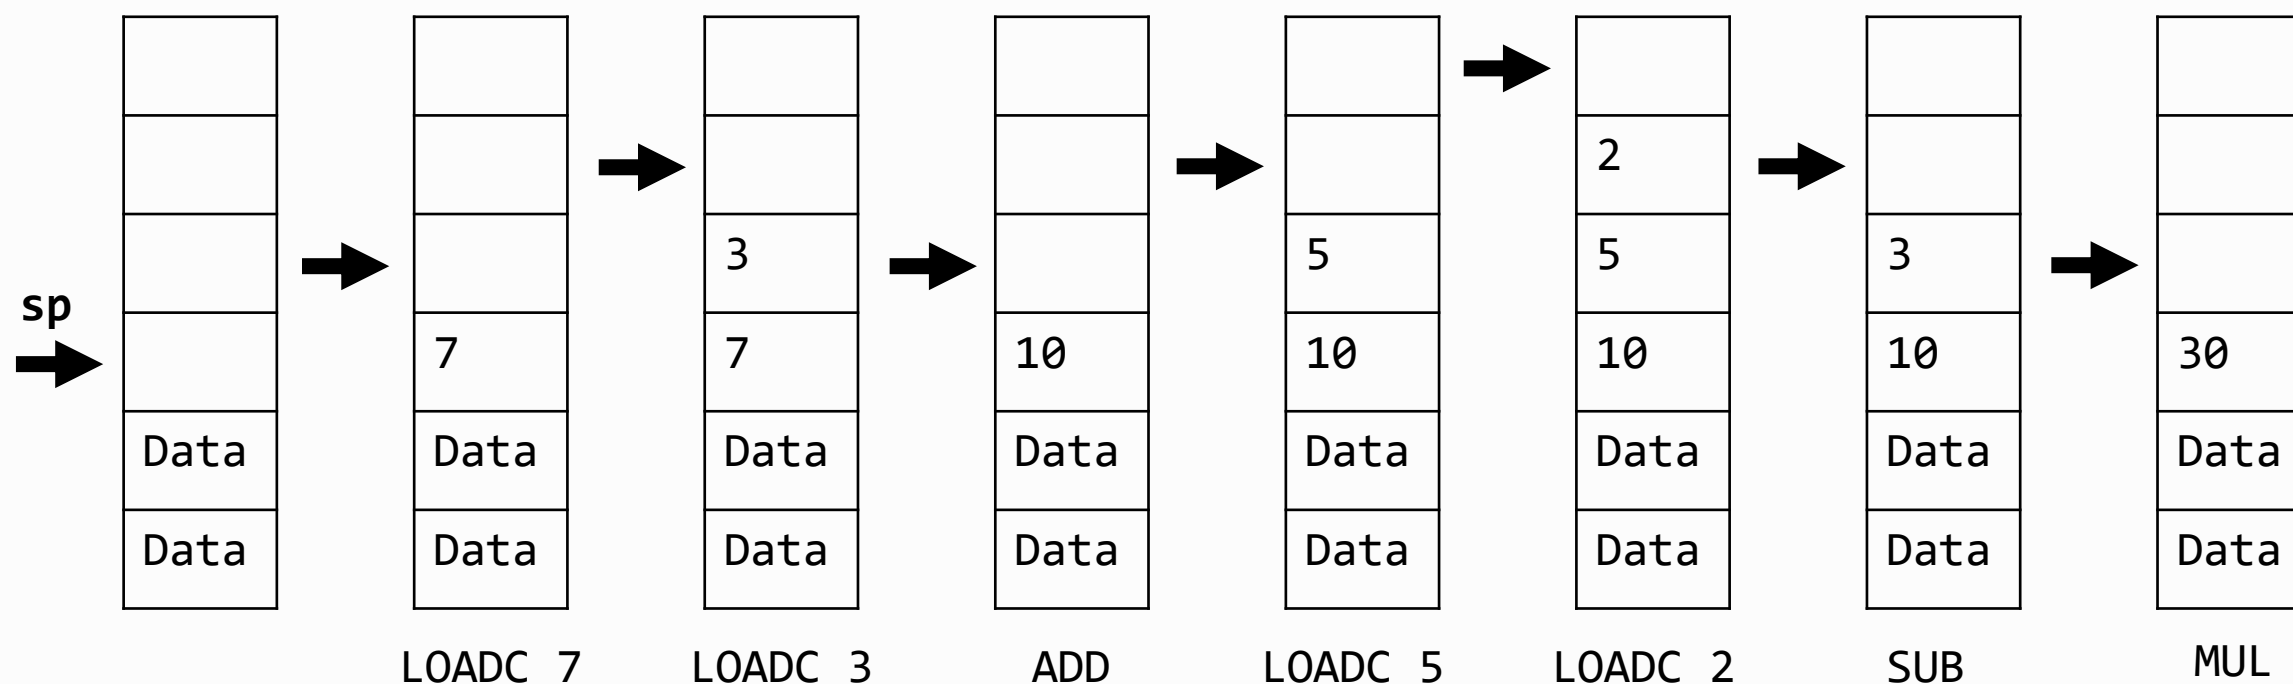 2
3 5 5 3
sp
7 7 10 10 10 10 30
Data Data Data Data Data Data Data Data
Data Data Data Data Data Data Data Data
LOADC 7 LOADC 3 ADD LOADC 5 LOADC 2 SUB MUL